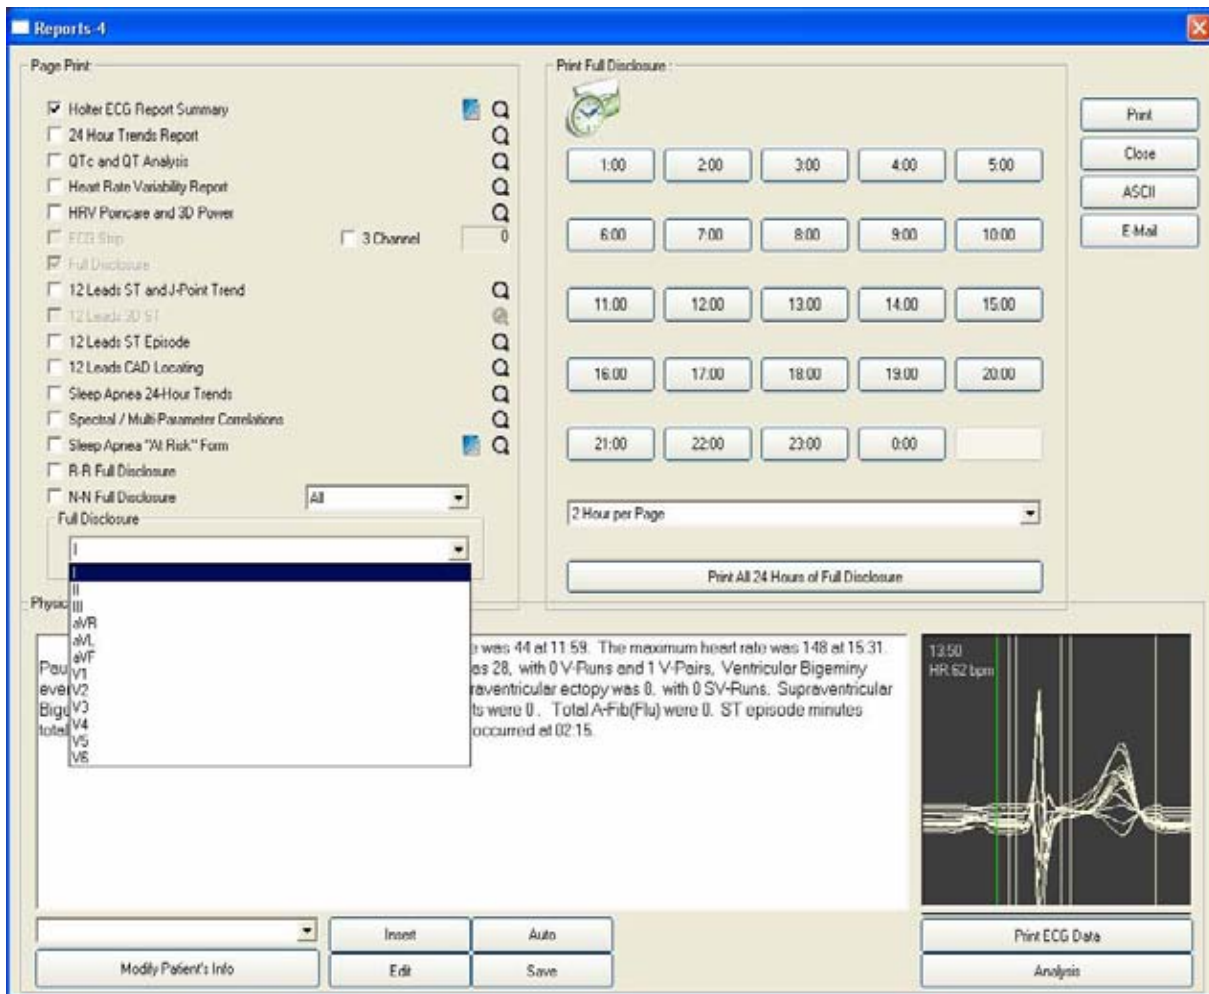 Reports-4
Page Print
Holter ECG Report Summary
24 Hour Trends Report
QTc and QT Analysis
Heart Rate Variability Report
HRV Poincare and 3D Power
ECG Strip 3 Channel 0
Full Disclosure
12 Leads ST and J-Point Trend
12 Leads 3D ST
12 Leads ST Episode
12 Leads CAD Locating
Sleep Apnea 24-Hour Trends
Spectral / Multi-Parameter Correlations
Sleep Apnea "At Risk" Form
R-R Full Disclosure
N-N Full Disclosure All
Full Disclosure
I
I
II
III
aVR
aVL
aVF
V1
V2
V3
V4
V5
V6
Print Full Disclosure :
1:00 2:00 3:00 4:00 5:00
6:00 7:00 8:00 9:00 10:00
11:00 12:00 13:00 14:00 15:00
16:00 17:00 18:00 19:00 20:00
21:00 22:00 23:00 0:00
2 Hour per Page
Print All 24 Hours of Full Disclosure
Print
Close
ASCII
E-Mail
Physic
e was 44 at 11:59. The maximum heart rate was 148 at 15:31.
Pau as 28, with 0 V-Runs and 1 V-Pairs, Ventricular Bigeminy
ever raventricular ectopy was 0. with 0 SV-Runs. Supraventricular
Bige ts were 0 . Total A-Fib(Flu) were 0. ST episode minutes
total occurred at 02:15.
13:50
HR:62 bpm
Insert Auto
Modify Patient's Info Edit Save
Print ECG Data
Analysis